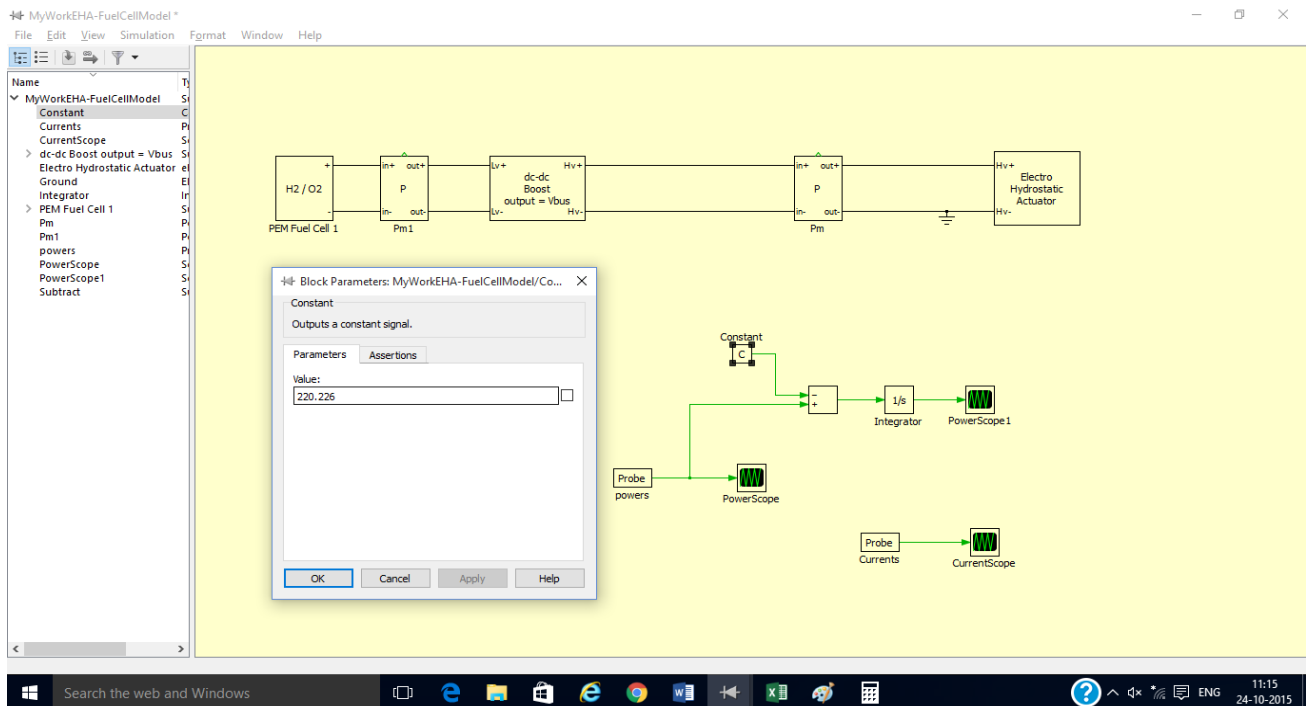 MyWorkEHA-FuelCellModel *
File Edit View Simulation Format Window Help
Name
MyWorkEHA-FuelCellModel
Constant
Currents
CurrentScope
dc-dc Boost output = Vbus
Electro Hydrostatic Actuator
Ground
Integrator
PEM Fuel Cell 1
Pm
Pm1
powers
PowerScope
PowerScope1
Subtract
H2 / O2
+
-
PEM Fuel Cell 1
in+ out+
P
in- out-
Pm1
Lv+ Hv+
dc-dc
Boost
output = Vbus
Lv- Hv-
in+ out+
P
in- out-
Pm
Hv+
Electro
Hydrostatic
Actuator
Hv-
Block Parameters: MyWorkEHA-FuelCellModel/Co...
Constant
Outputs a constant signal.
Parameters Assertions
Value:
220.226
OK Cancel Apply Help
Constant
C
-
+
1/s
Integrator
PowerScope1
Probe
powers
PowerScope
Probe
Currents
CurrentScope
Search the web and Windows
ENG
11:15
24-10-2015